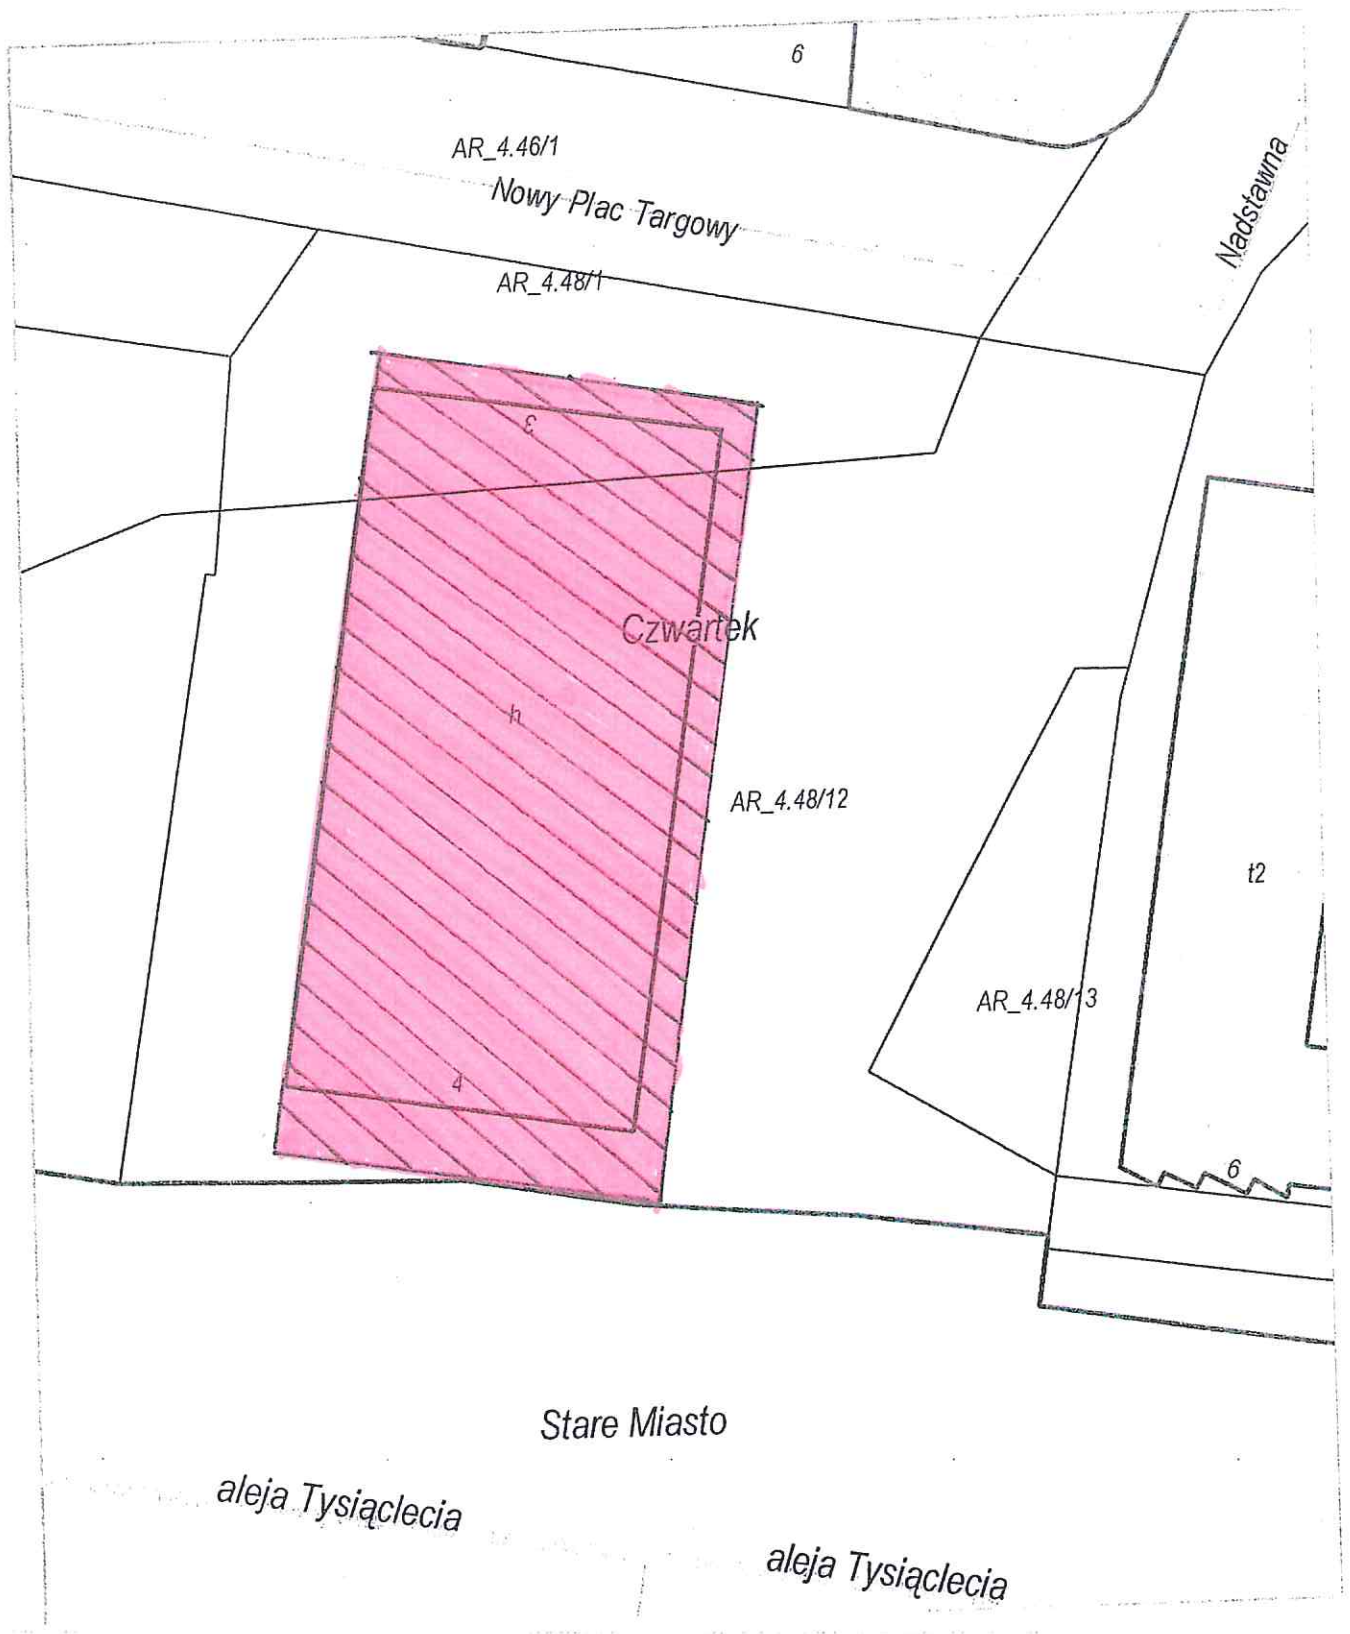 6
AR_4.46/1
Nowy Plac Targowy
Nadstawna
AR_4.48/1
3
Czwartek
h
AR_4.48/12
t2
AR_4.48/13
4
6
Stare Miasto
aleja Tysiąclecia
aleja Tysiąclecia